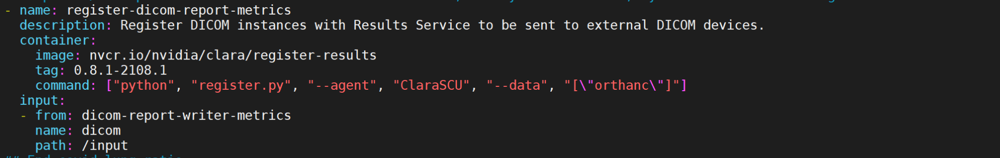 - name: register-dicom-report-metrics
  description: Register DICOM instances with Results Service to be sent to external DICOM devices.
  container:
    image: nvcr.io/nvidia/clara/register-results
    tag: 0.8.1-2108.1
    command: ["python", "register.py", "--agent", "ClaraSCU", "--data", "[\"orthanc\"]"]
  input:
  - from: dicom-report-writer-metrics
    name: dicom
    path: /input